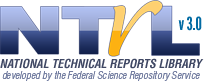 NTRL v 3.0
NATIONAL TECHNICAL REPORTS LIBRARY
developed by the Federal Science Repository Service